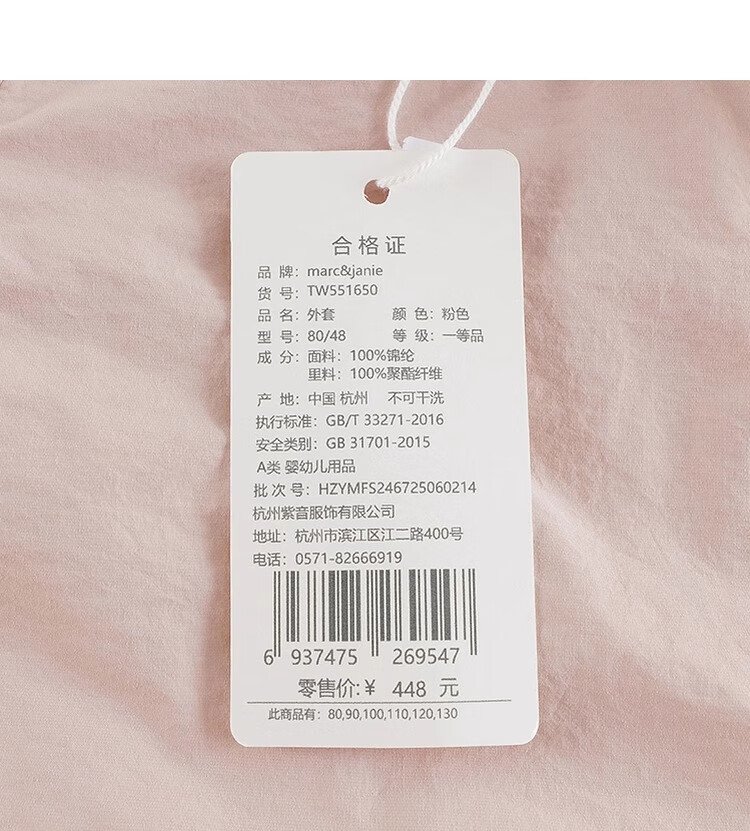 合格证
品 牌：marc&janie
货 号：TW551650
品 名：外套 颜 色：粉色
型 号：80/48 等 级：一等品
成 分：面料：100%锦纶
里料：100%聚酯纤维
产 地：中国 杭州 不可干洗
执行标准：GB/T 33271-2016
安全类别：GB 31701-2015
A类 婴幼儿用品
批 次 号：HZYMFS246725060214
杭州紫音服饰有限公司
地址：杭州市滨江区江二路400号
电话：0571-82666919
6 937475 269547
零售价:￥ 448 元
此商品有：80,90,100,110,120,130